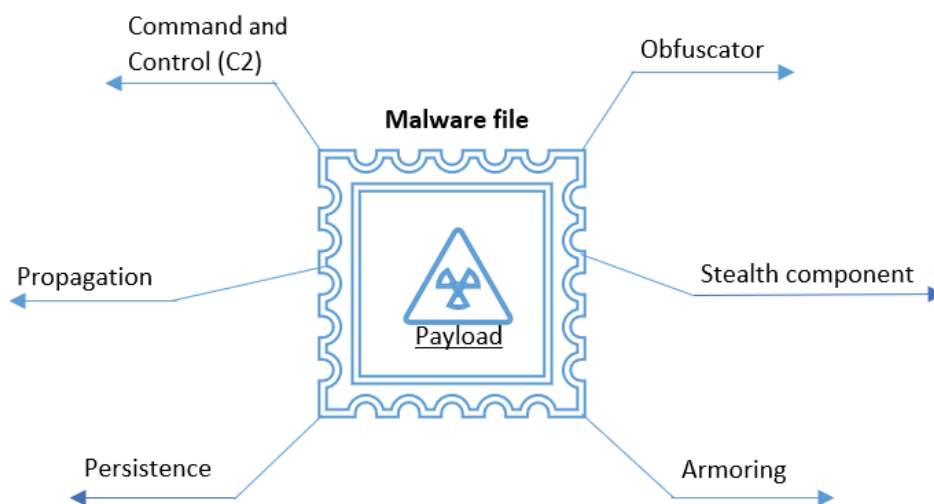 Command and
Control (C2)
Obfuscator
Malware file
Propagation
Stealth component
Payload
Persistence
Armoring